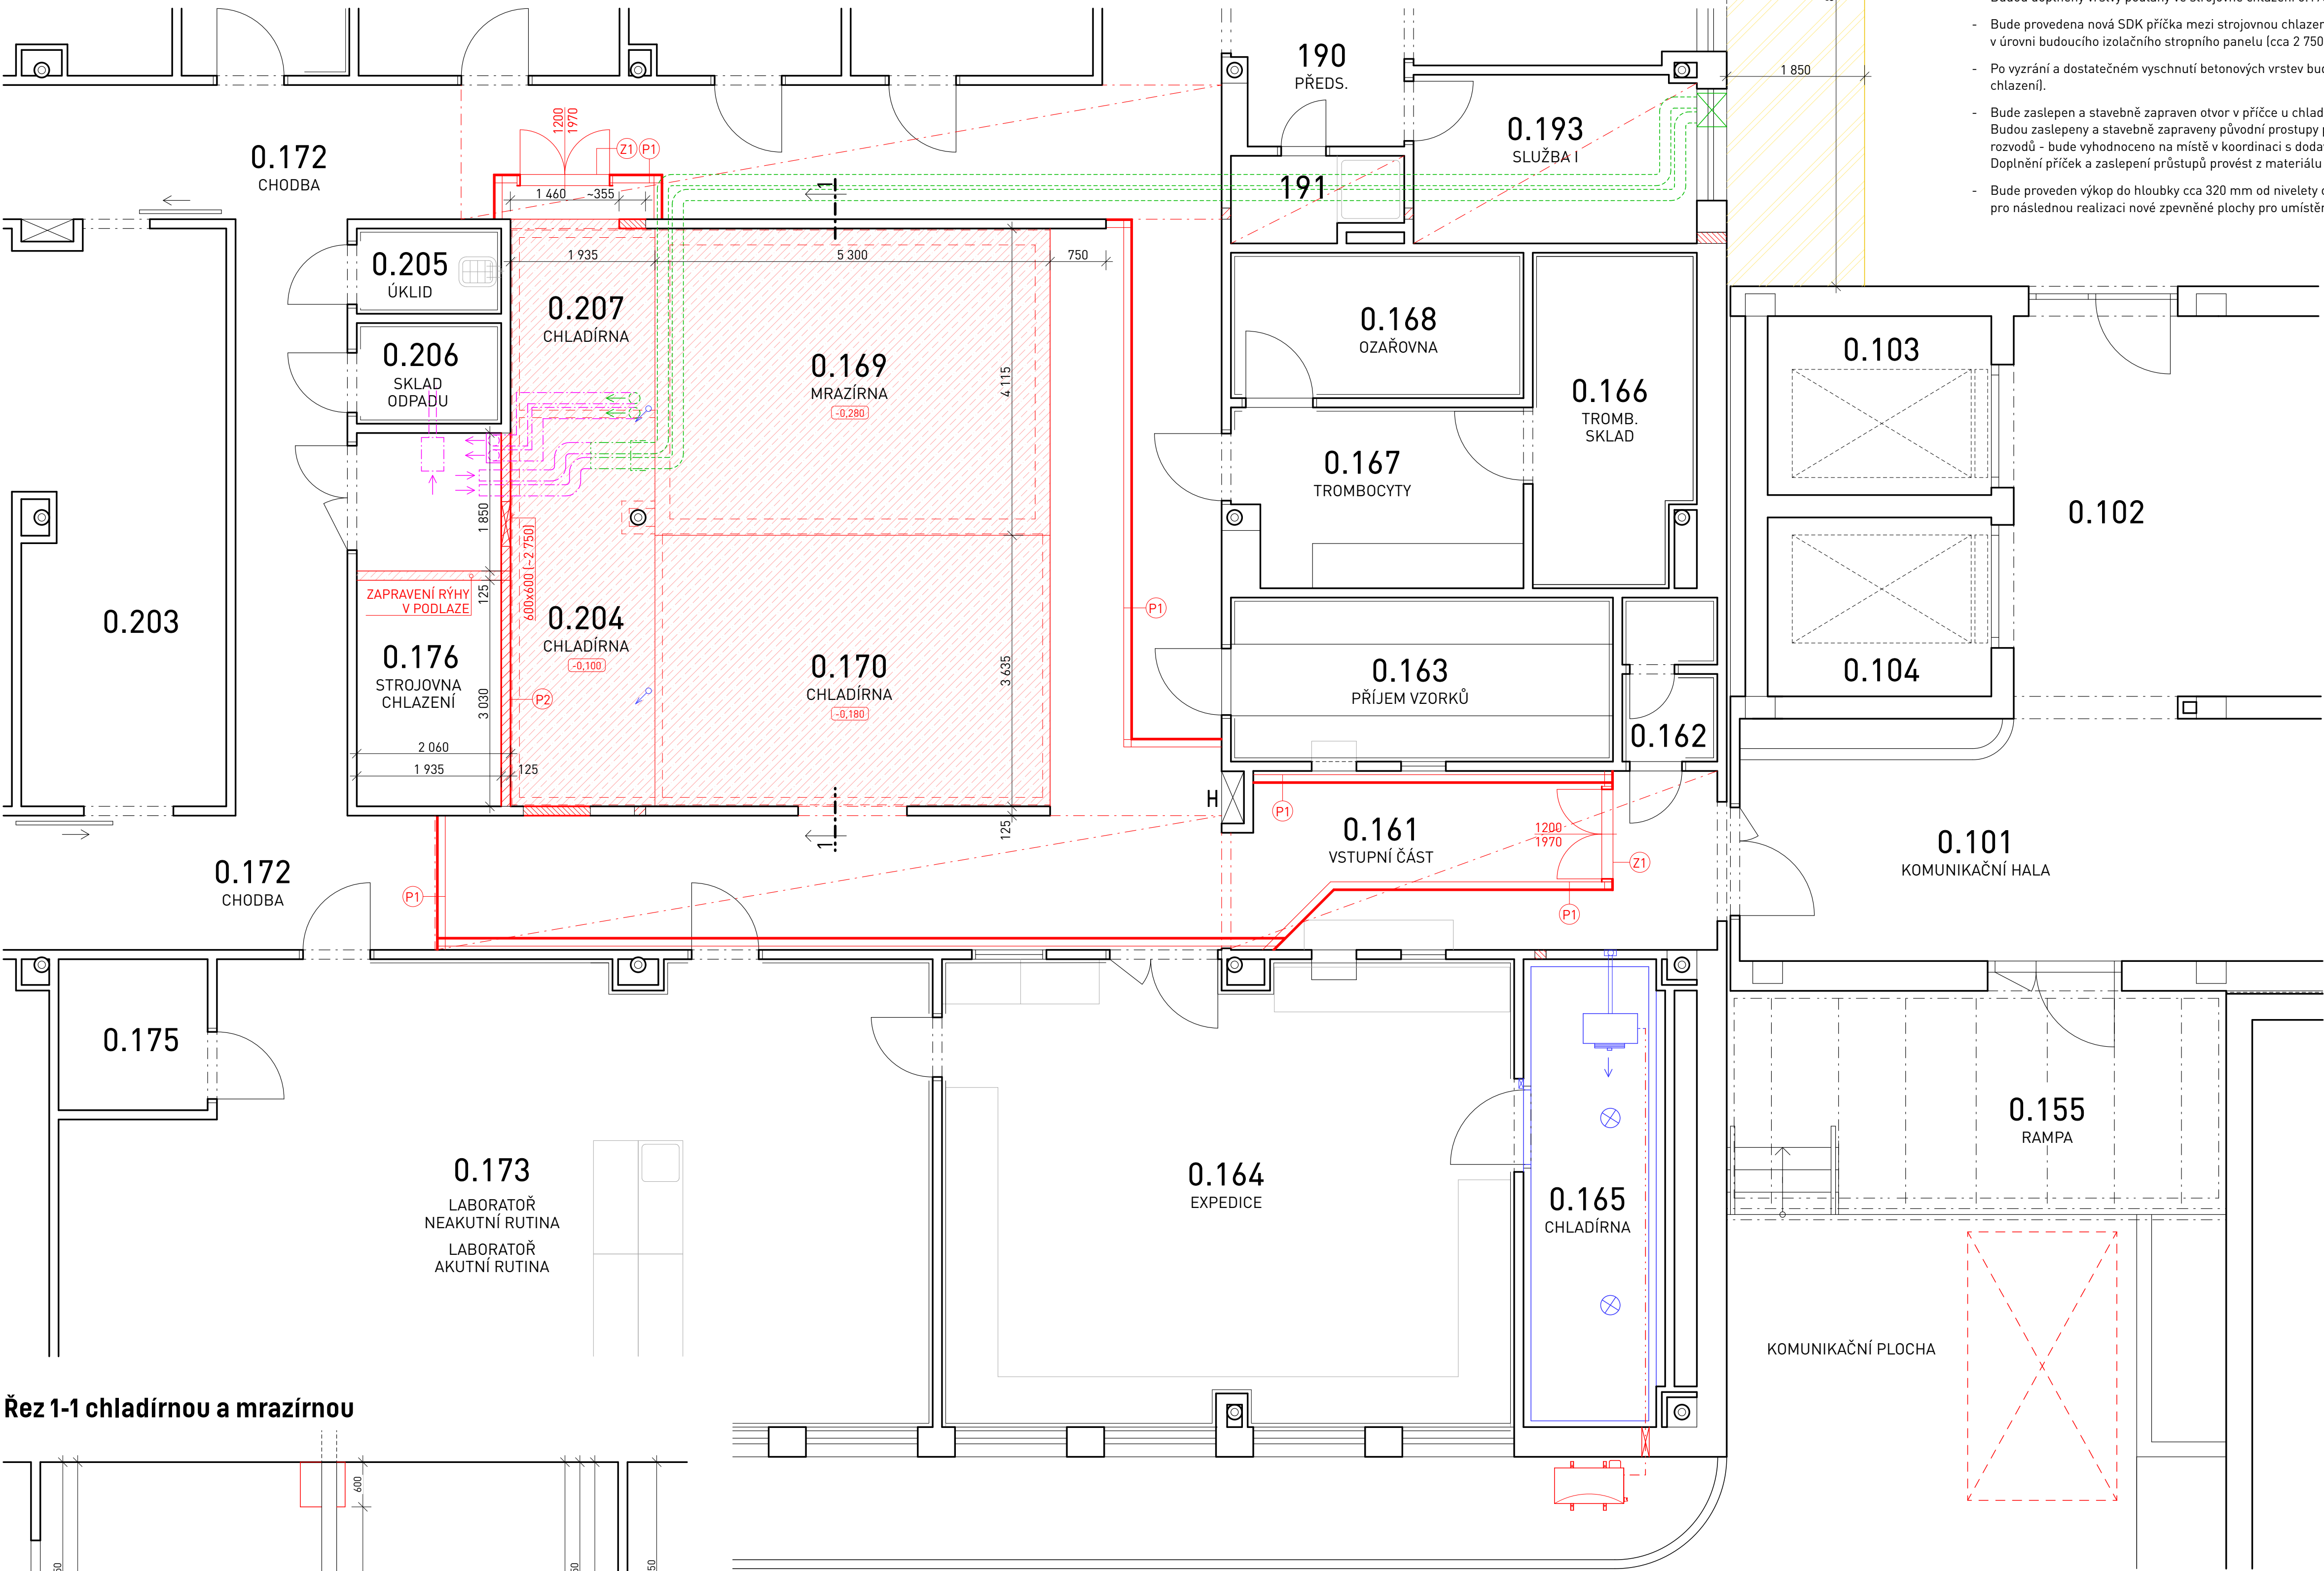 - Bude provedena nová SDK příčka mezi strojovnou chlazen
v úrovni budoucího izolačního stropního panelu (cca 2 750
- Po vyzrání a dostatečném vyschnutí betonových vrstev bud
chlazení).
- Bude zaslepen a stavebně zapraven otvor v příčce u chlad
Budou zaslepeny a stavebně zapraveny původní prostupy p
rozvodů - bude vyhodnoceno na místě v koordinaci s doda
Doplnění příček a zaslepení průstupů provést z materiálu
- Bude proveden výkop do hloubky cca 320 mm od nivelety
pro následnou realizaci nové zpevněné plochy pro umístěn
190
PŘEDS.
1 850
0.193
SLUŽBA I
191
0.172
CHODBA
1200
1970
Z1
P1
1 460
~355
1
0.205
ÚKLID
1 935
5 300
750
0.207
CHLADÍRNA
0.206
SKLAD
ODPADU
0.169
MRAZÍRNA
-0,280
4 115
0.168
OZAŘOVNA
0.166
TROMB.
SKLAD
0.167
TROMBOCYTY
0.103
0.102
0.104
0.203
1 850
600x600 (~2 750)
ZAPRAVENÍ RÝHY
V PODLAZE
125
0.204
CHLADÍRNA
-0,100
P1
0.176
STROJOVNA
CHLAZENÍ
3 030
P2
0.170
CHLADÍRNA
-0,180
3 635
0.163
PŘÍJEM VZORKŮ
0.162
2 060
1 935
125
H
P1
1
125
0.161
VSTUPNÍ ČÁST
1200
1970
Z1
P1
0.101
KOMUNIKAČNÍ HALA
0.172
CHODBA
P1
0.175
0.173
LABORATOŘ
NEAKUTNÍ RUTINA
LABORATOŘ
AKUTNÍ RUTINA
0.164
EXPEDICE
0.165
CHLADÍRNA
0.155
RAMPA
KOMUNIKAČNÍ PLOCHA
Řez 1-1 chladírnou a mrazírnou
600